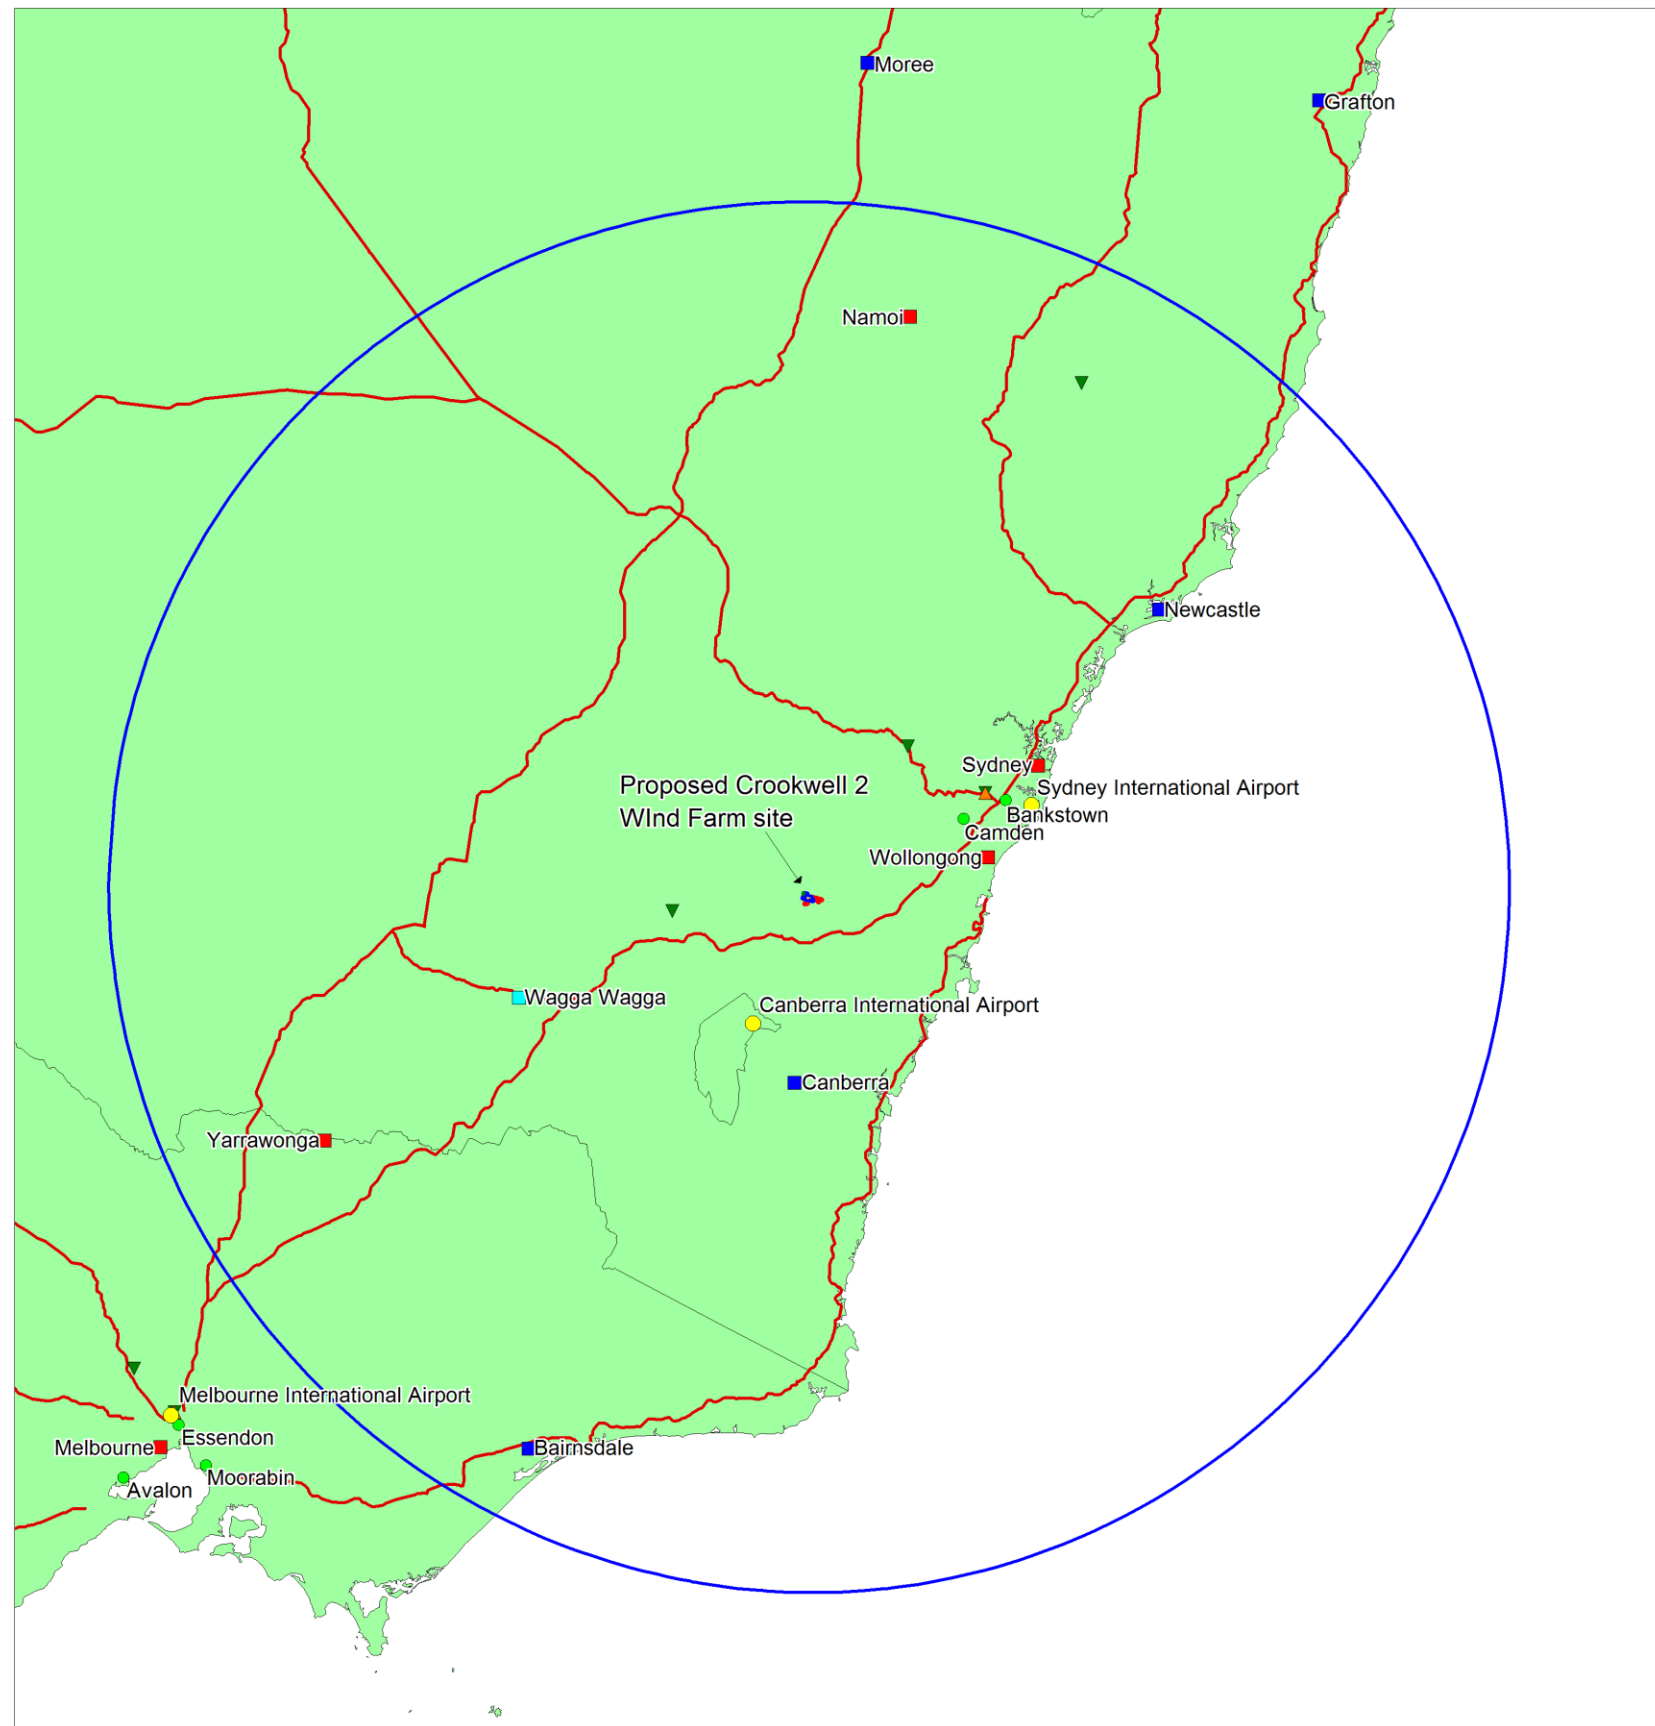 Moree
Grafton
Namoi
Newcastle
Sydney
Proposed Crookwell 2
WInd Farm site
Sydney International Airport
Bankstown
Camden
Wollongong
Wagga Wagga
Canberra International Airport
Canberra
Yarrawonga
Melbourne International Airport
Essendon
Melbourne
Bairnsdale
Moorabin
Avalon